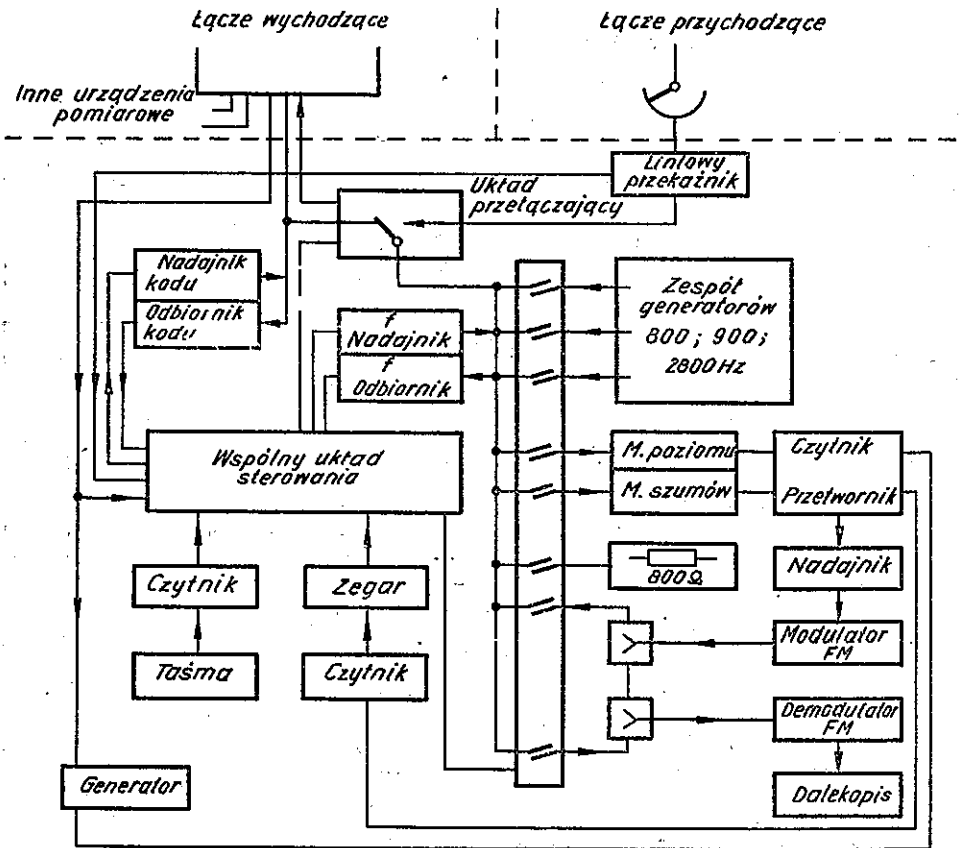 Łącze wychodzące
Łącze przychodzące
Inne urządzenia
pomiarowe
Liniowy
przekaźnik
Układ
przełączający
Nadajnik
kodu
Odbiornik
kodu
f
Nadajnik
f
Odbiornik
Zespół
generatorów
800 ; 900;
2800 Hz
Wspólny układ
sterowania
M. poziomu
M. szumów
Czytnik
Przetwornik
800Ω
Czytnik
Zegar
Nadajnik
Taśma
Czytnik
Modulator
FM
Demodulator
FM
Generator
Dalekopis